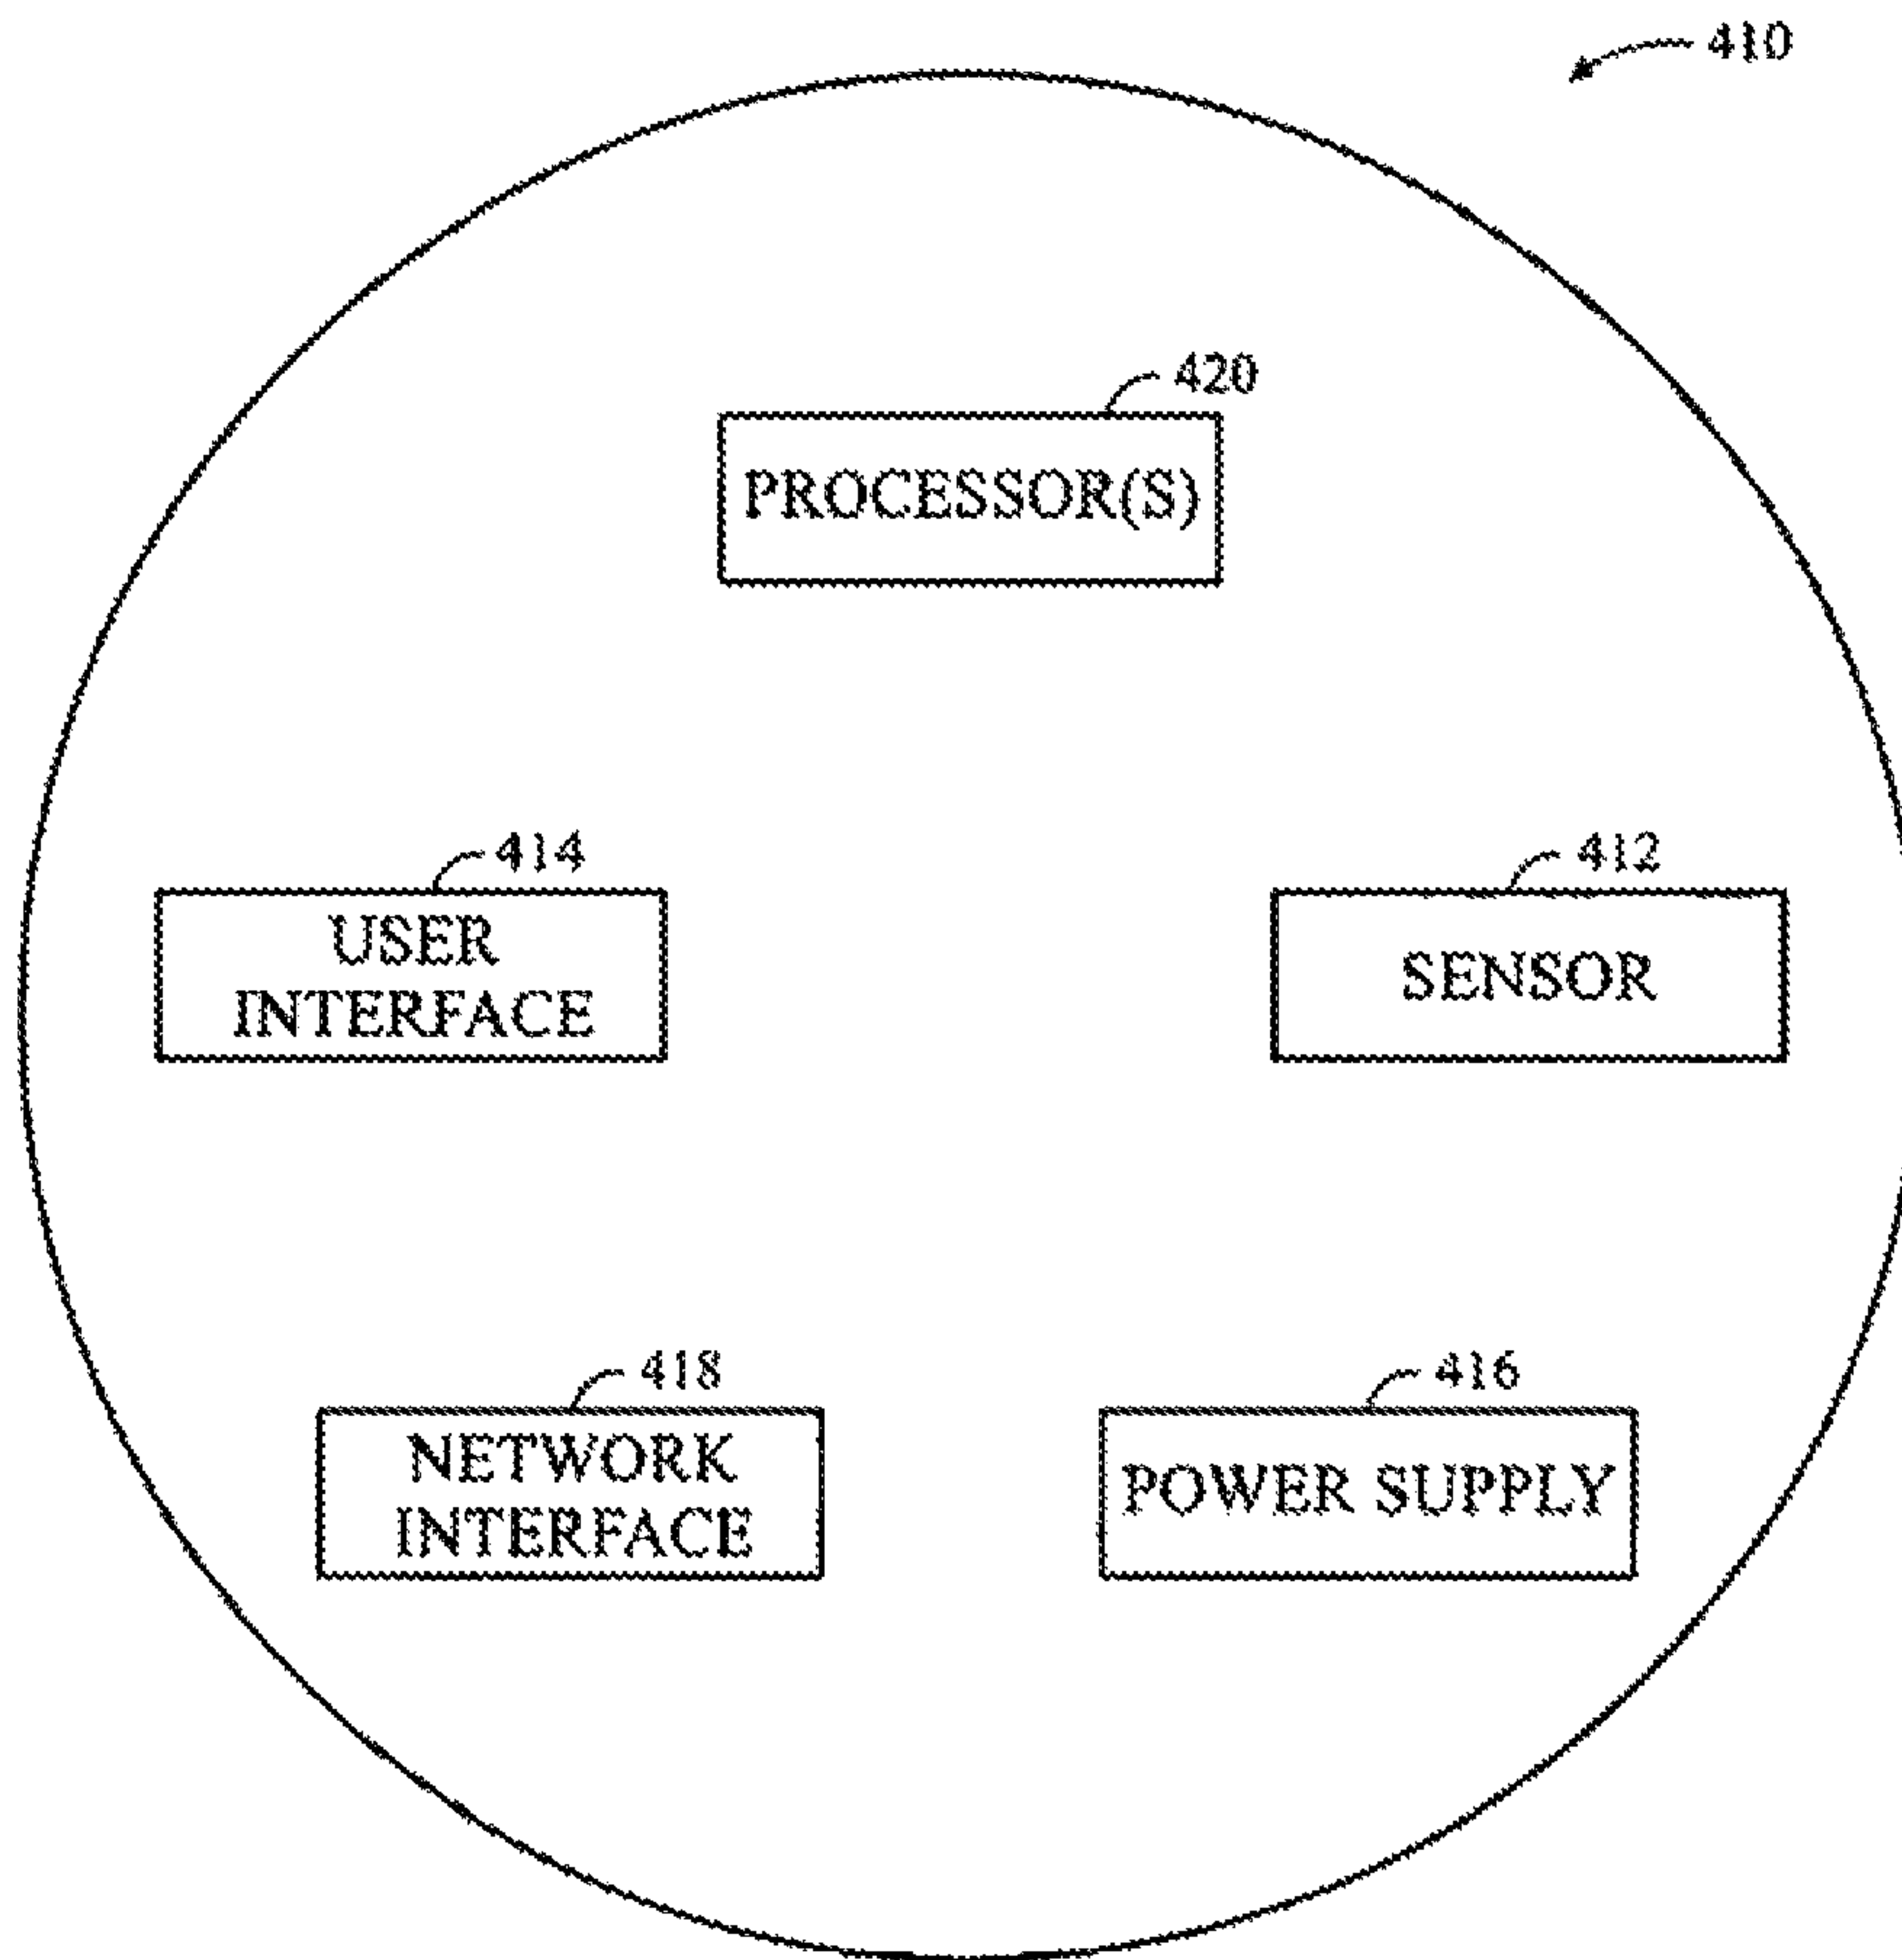 410
420
PROCESSOR(S)
414
USER
INTERFACE
412
SENSOR
418
NETWORK
INTERFACE
416
POWER SUPPLY